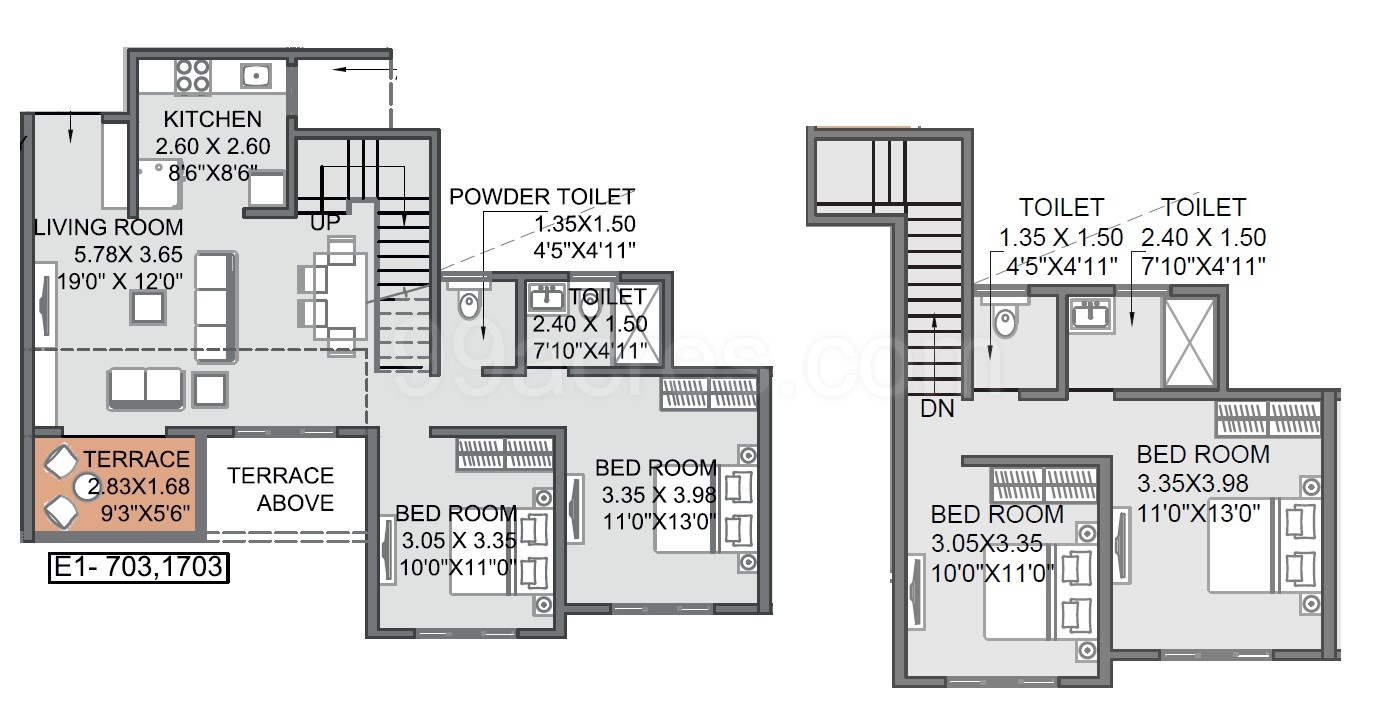 KITCHEN
2.60 X 2.60
8'6"X8'6"
LIVING ROOM
5.78X 3.65
19'0" X 12'0"
UP
POWDER TOILET
1.35X1.50
4'5"X4'11"
TOILET
2.40 X 1.50
7'10"X4'11"
TERRACE
2.83X1.68
9'3"X5'6"
TERRACE
ABOVE
BED ROOM
3.05 X 3.35
10'0"X11"0"
BED ROOM
3.35 X 3.98
11'0"X13'0"
E1- 703,1703
TOILET
1.35 X 1.50
4'5"X4'11"
TOILET
2.40 X 1.50
7'10"X4'11"
DN
BED ROOM
3.05X3.35
10'0"X11'0"
BED ROOM
3.35X3.98
11'0"X13'0"
99acres.com